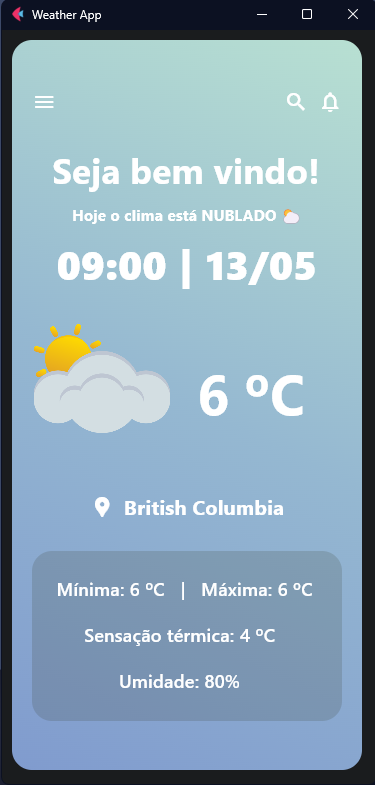 Weather App
Seja bem vindo!
Hoje o clima está NUBLADO
09:00 | 13/05
6 ºC
British Columbia
Mínima: 6 ºC | Máxima: 6 ºC
Sensação térmica: 4 ºC
Umidade: 80%